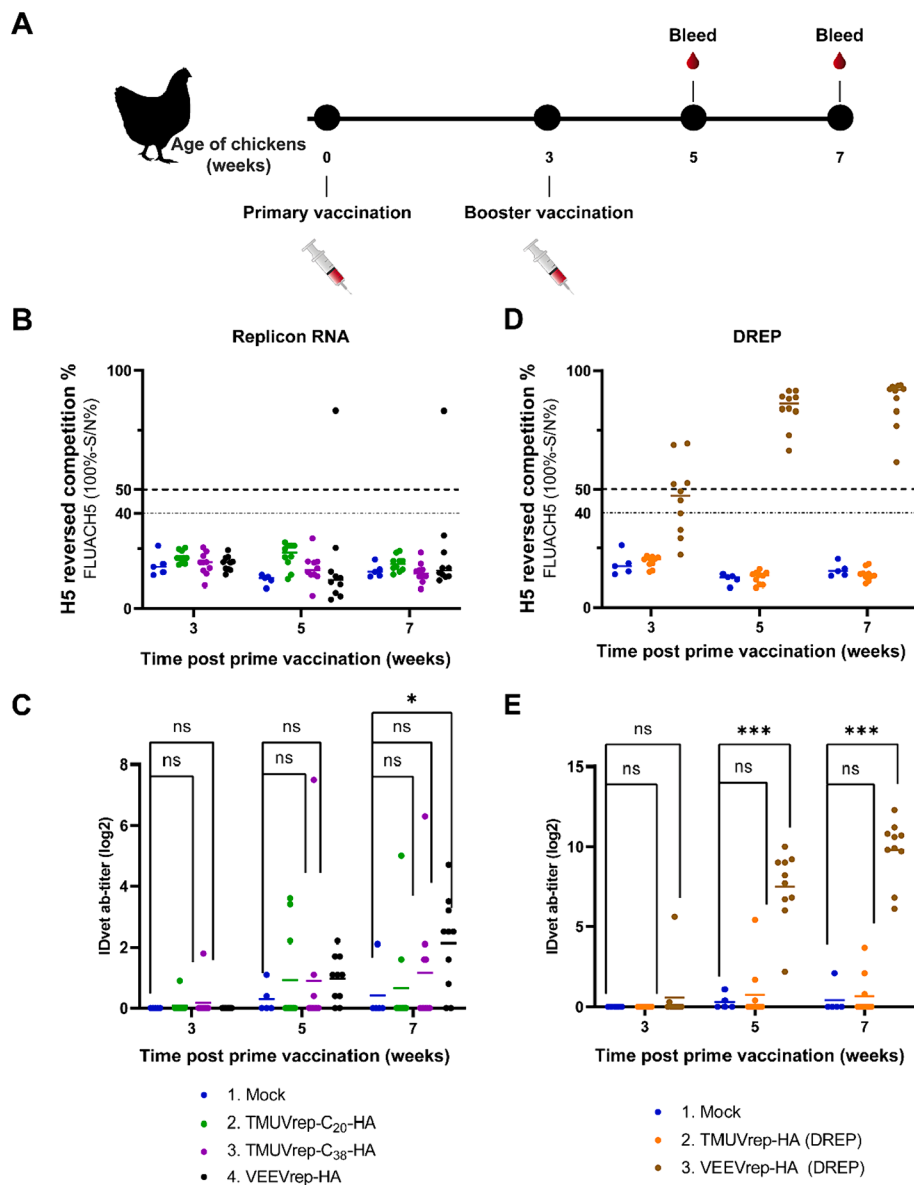 A
Bleed Bleed
Age of chickens
(weeks)
0 3 5 7
Primary vaccination Booster vaccination
B
Replicon RNA
H5 reversed competition %
FLUACH5 (100%-S/N%)
100
50
40
0
3 5 7
Time post prime vaccination (weeks)
D
DREP
H5 reversed competition %
FLUACH5 (100%-S/N%)
100
50
40
0
3 5 7
Time post prime vaccination (weeks)
C
IDvet ab-titer (log2)
8
6
4
2
0
ns
ns
ns
ns
*
ns
ns
3 5 7
Time post prime vaccination (weeks)
1. Mock
2. TMUVrep-C₂₀-HA
3. TMUVrep-C₃₈-HA
4. VEEVrep-HA
E
IDvet ab-titer (log2)
15
10
5
0
ns
ns
***
ns
***
ns
3 5 7
Time post prime vaccination (weeks)
1. Mock
2. TMUVrep-HA (DREP)
3. VEEVrep-HA (DREP)